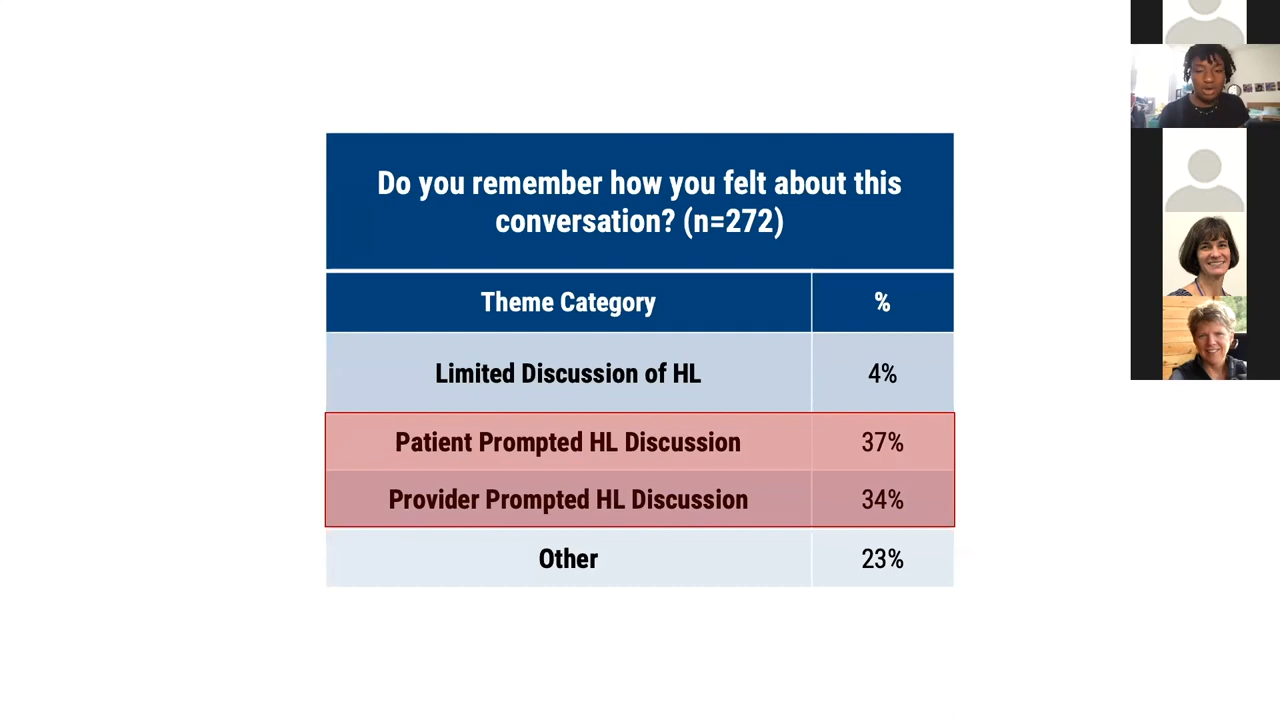 Do you remember how you felt about this
conversation? (n=272)
Theme Category %
Limited Discussion of HL 4%
Patient Prompted HL Discussion 37%
Provider Prompted HL Discussion 34%
Other 23%